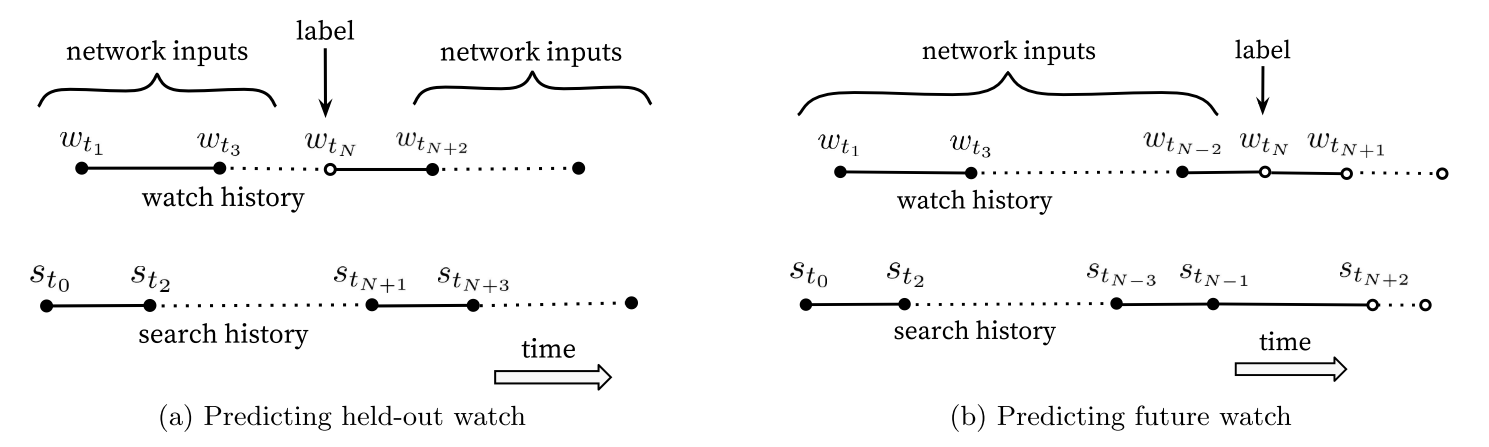 label
network inputs
network inputs
w_{t_1} w_{t_3} w_{t_N} w_{t_{N+2}}
watch history
s_{t_0} s_{t_2} s_{t_{N+1}} s_{t_{N+3}}
search history
time
(a) Predicting held-out watch
network inputs
label
w_{t_1} w_{t_3} w_{t_{N-2}} w_{t_N} w_{t_{N+1}}
watch history
s_{t_0} s_{t_2} s_{t_{N-3}} s_{t_{N-1}} s_{t_{N+2}}
search history
time
(b) Predicting future watch